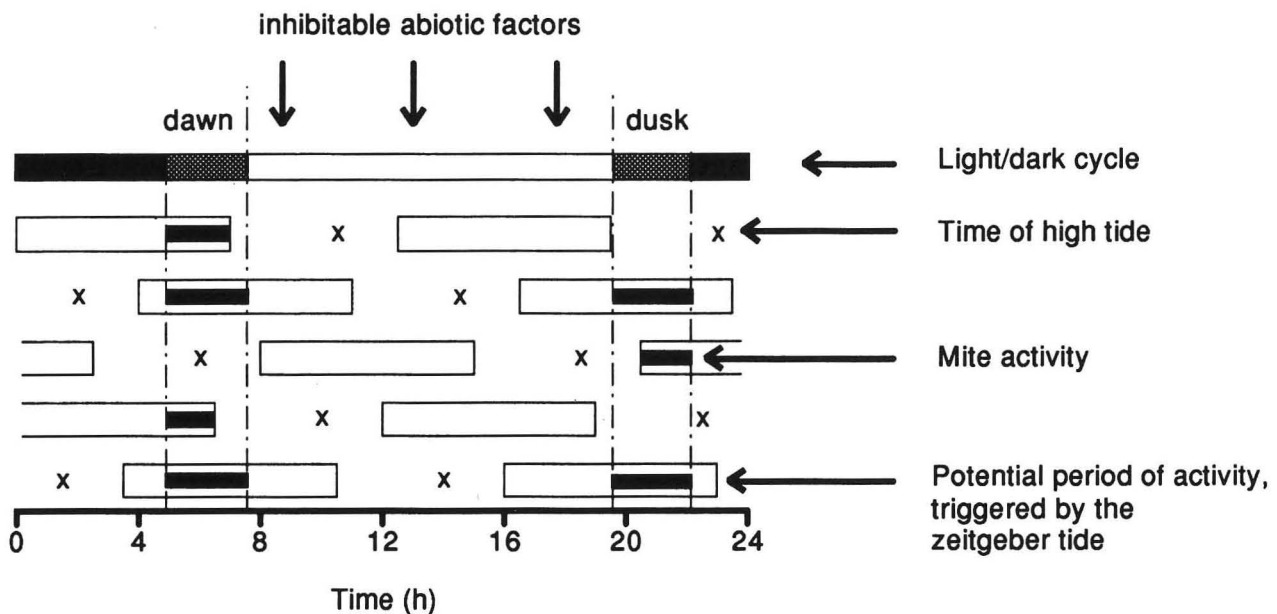 inhibitable abiotic factors
dawn
dusk
Light/dark cycle
x
x
Time of high tide
x
x
x
x
Mite activity
x
x
x
x
Potential period of activity,
triggered by the
zeitgeber tide
0 4 8 12 16 20 24
Time (h)